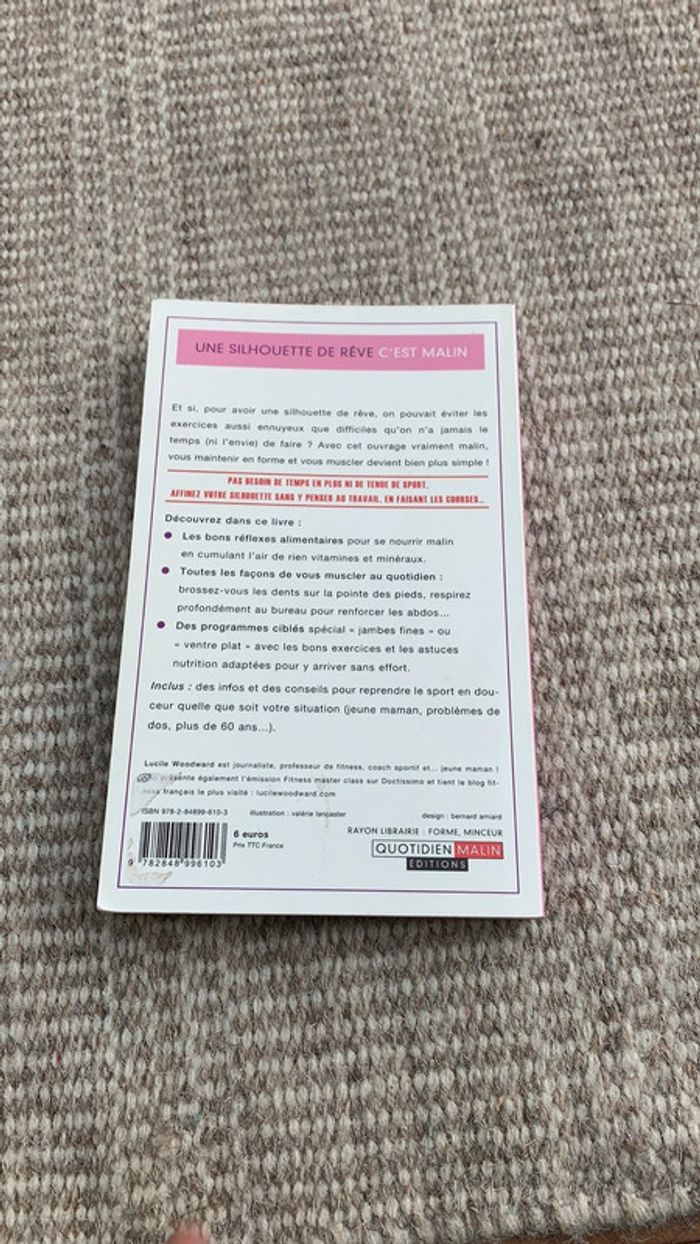 UNE SILHOUETTE DE RÊVE C'EST MALIN
Et si, pour avoir une silhouette de rêve, on pouvait éviter les
exercices aussi ennuyeux que difficiles qu'on n'a jamais le
temps (ni l'envie) de faire ? Avec cet ouvrage vraiment malin,
vous maintenir en forme et vous muscler devient bien plus simple !
PAS BESOIN DE TEMPS EN PLUS NI DE TENUE DE SPORT,
AFFINEZ VOTRE SILHOUETTE SANS Y PENSER AU TRAVAIL, EN FAISANT LES COURSES...
Découvrez dans ce livre :
● Les bons réflexes alimentaires pour se nourrir malin
en cumulant l'air de rien vitamines et minéraux.
● Toutes les façons de vous muscler au quotidien :
brossez-vous les dents sur la pointe des pieds, respirez
profondément au bureau pour renforcer les abdos...
● Des programmes ciblés spécial « jambes fines » ou
« ventre plat » avec les bons exercices et les astuces
nutrition adaptées pour y arriver sans effort.
Inclus : des infos et des conseils pour reprendre le sport en dou-
ceur quelle que soit votre situation (jeune maman, problèmes de
dos, plus de 60 ans...).
Lucile Woodward est journaliste, professeur de fitness, coach sportif et... jeune maman !
présente également l'émission Fitness master class sur Doctissimo et tient le blog fit-
français le plus visité : lucilewoodward.com
ISBN 978-2-84899-610-3 illustration : valérie lancaster design : bernard amiard
6 euros
Prix TTC France
9 782848 996103
RAYON LIBRAIRIE : FORME, MINCEUR
QUOTIDIEN MALIN
ÉDITIONS